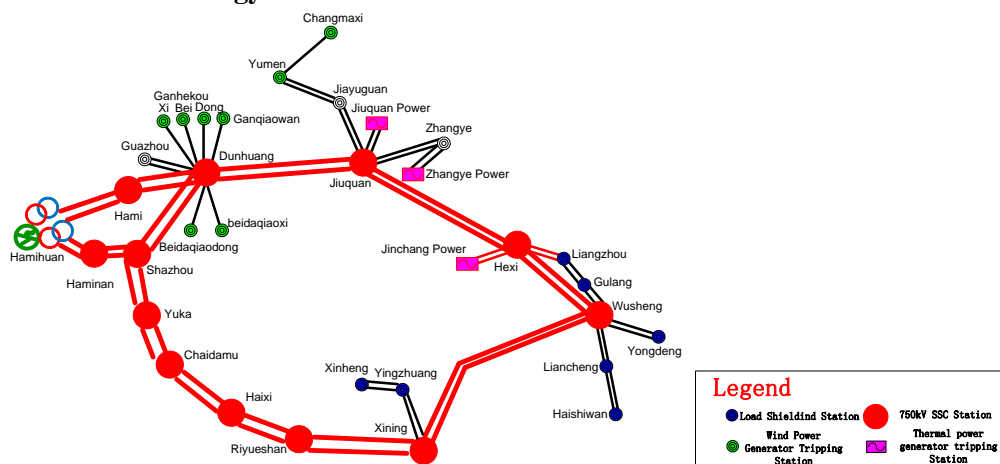 Changmaxi
Yumen
Jiayuguan
Jiuquan Power
Ganhekou
Xi Bei Dong
Ganqiaowan
Zhangye
Guazhou
Dunhuang
Zhangye Power
Jiuquan
Hami
beidaqiaoxi
Beidaqiaodong
Jinchang Power
Hexi
Liangzhou
Hamihuan
Shazhou
Haminan
Gulang
Wusheng
Yuka
Yongdeng
Chaidamu
Xinheng
Yingzhuang
Liancheng
Haixi
Haishiwan
Xining
Riyueshan
Legend
Load Shieldind Station
750kV SSC Station
Wind Power
Generator Tripping
Station
Thermal power
generator tripping
Station